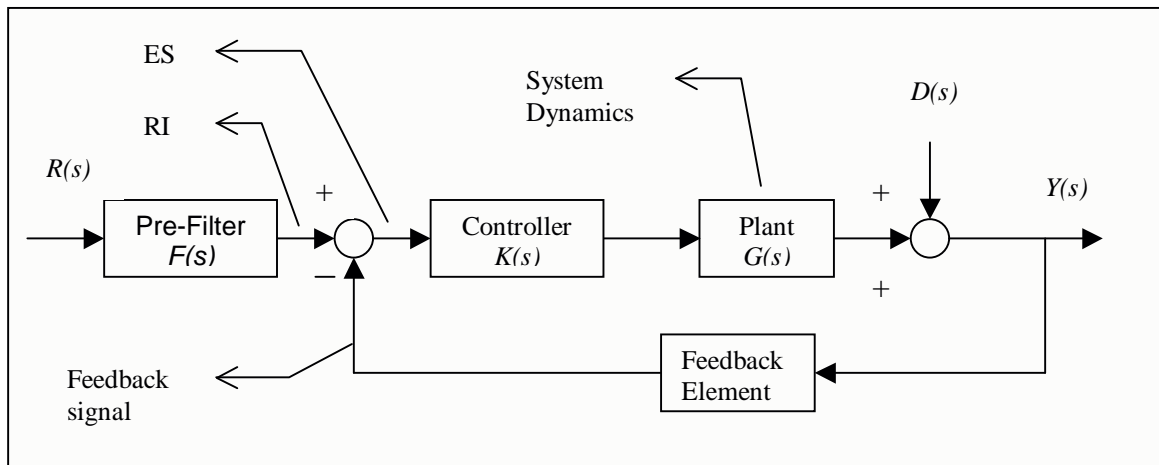 ES
RI
System
Dynamics
D(s)
R(s)
Y(s)
+
+
Pre-Filter
F(s)
Controller
K(s)
Plant
G(s)
−
+
Feedback
Element
Feedback
signal